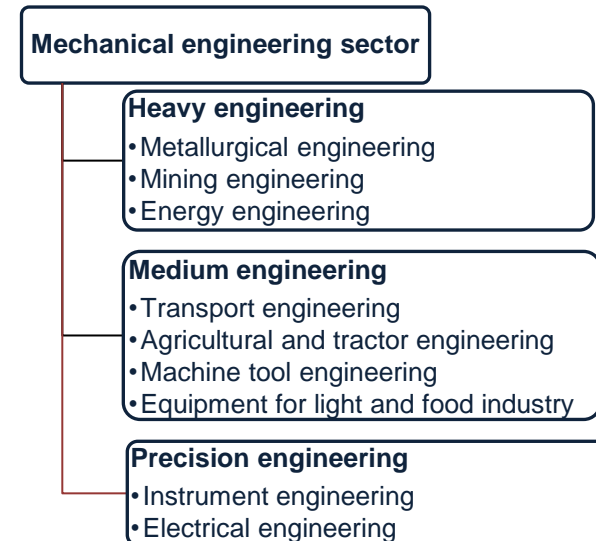 Mechanical engineering sector
Heavy engineering
•Metallurgical engineering
•Mining engineering
•Energy engineering
Medium engineering
•Transport engineering
•Agricultural and tractor engineering
•Machine tool engineering
•Equipment for light and food industry
Precision engineering
•Instrument engineering
•Electrical engineering